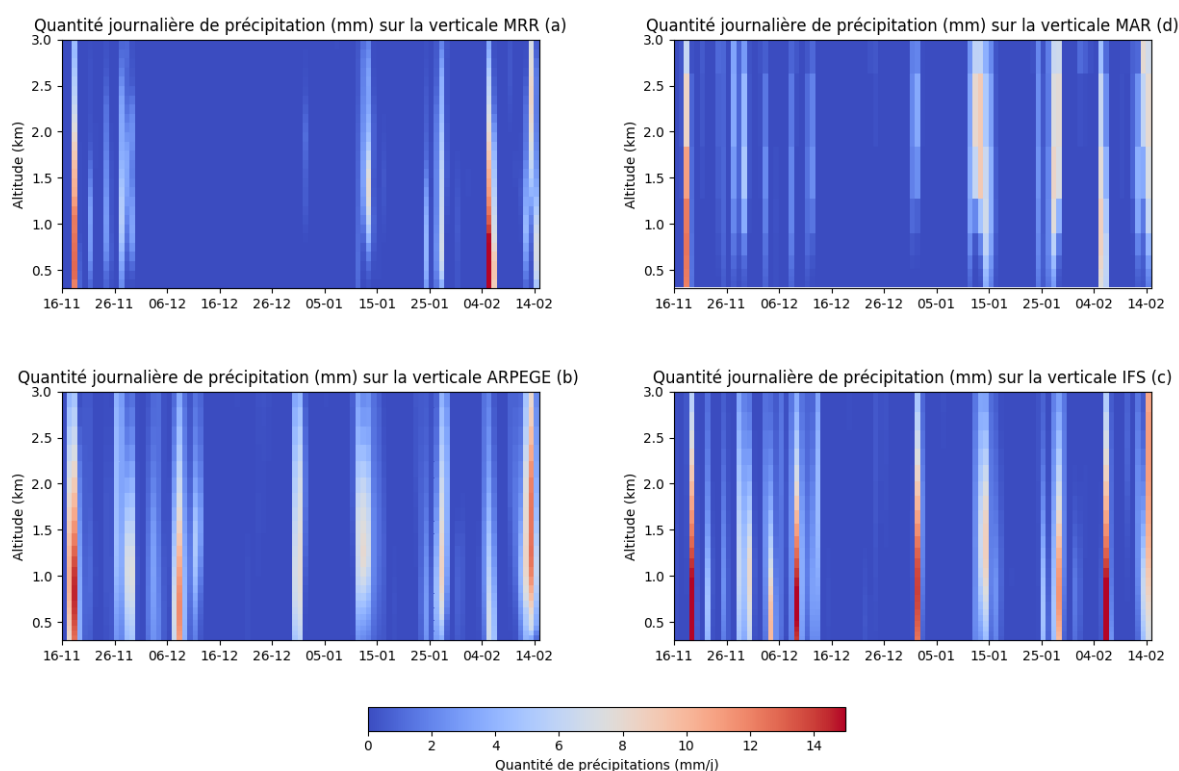 Quantité journalière de précipitation (mm) sur la verticale MRR (a)
3.0
2.5
2.0
1.5
1.0
0.5
Altitude (km)
16-11 26-11 06-12 16-12 26-12 05-01 15-01 25-01 04-02 14-02
Quantité journalière de précipitation (mm) sur la verticale MAR (d)
3.0
2.5
2.0
1.5
1.0
0.5
Altitude (km)
16-11 26-11 06-12 16-12 26-12 05-01 15-01 25-01 04-02 14-02
Quantité journalière de précipitation (mm) sur la verticale ARPEGE (b)
3.0
2.5
2.0
1.5
1.0
0.5
Altitude (km)
16-11 26-11 06-12 16-12 26-12 05-01 15-01 25-01 04-02 14-02
Quantité journalière de précipitation (mm) sur la verticale IFS (c)
3.0
2.5
2.0
1.5
1.0
0.5
Altitude (km)
16-11 26-11 06-12 16-12 26-12 05-01 15-01 25-01 04-02 14-02
0 2 4 6 8 10 12 14
Quantité de précipitations (mm/j)